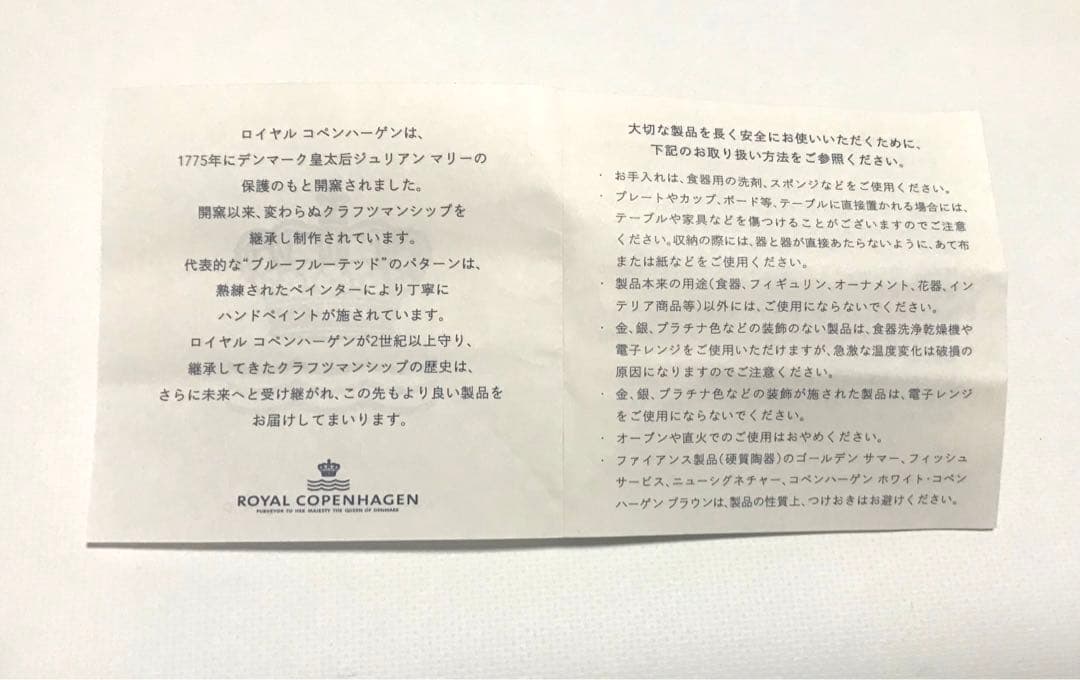 ロイヤル コペンハーゲンは、
1775年にデンマーク皇太后ジュリアン マリーの
保護のもと開窯されました。
開窯以来、変わらぬクラフツマンシップを
継承し制作されています。
代表的な“ブルーフルーテッド”のパターンは、
熟練されたペインターにより丁寧に
ハンドペイントが施されています。
ロイヤル コペンハーゲンが2世紀以上守り、
継承してきたクラフツマンシップの歴史は、
さらに未来へと受け継がれ、この先もより良い製品を
お届けしてまいります。
ROYAL COPENHAGEN
PURVEYOR TO HER MAJESTY THE QUEEN OF DENMARK
大切な製品を長く安全にお使いいただくために、
下記のお取り扱い方法をご参照ください。
・ お手入れは、食器用の洗剤、スポンジなどをご使用ください。
・ プレートやカップ、ボード等、テーブルに直接置かれる場合には、
テーブルや家具などを傷つけることがございますのでご注意
ください。収納の際には、器と器が直接あたらないように、あて布
または紙などをご使用ください。
・ 製品本来の用途(食器、フィギュリン、オーナメント、花器、イン
テリア商品等)以外には、ご使用にならないでください。
・ 金、銀、プラチナ色などの装飾のない製品は、食器洗浄乾燥機や
電子レンジをご使用いただけますが、急激な温度変化は破損の
原因になりますのでご注意ください。
・ 金、銀、プラチナ色などの装飾が施された製品は、電子レンジ
をご使用にならないでください。
・ オーブンや直火でのご使用はおやめください。
・ ファイアンス製品(硬質陶器)のゴールデン サマー、フィッシュ
サービス、ニューシグネチャー、コペンハーゲン ホワイト・コペン
ハーゲン ブラウンは、製品の性質上、つけおきはお避けください。